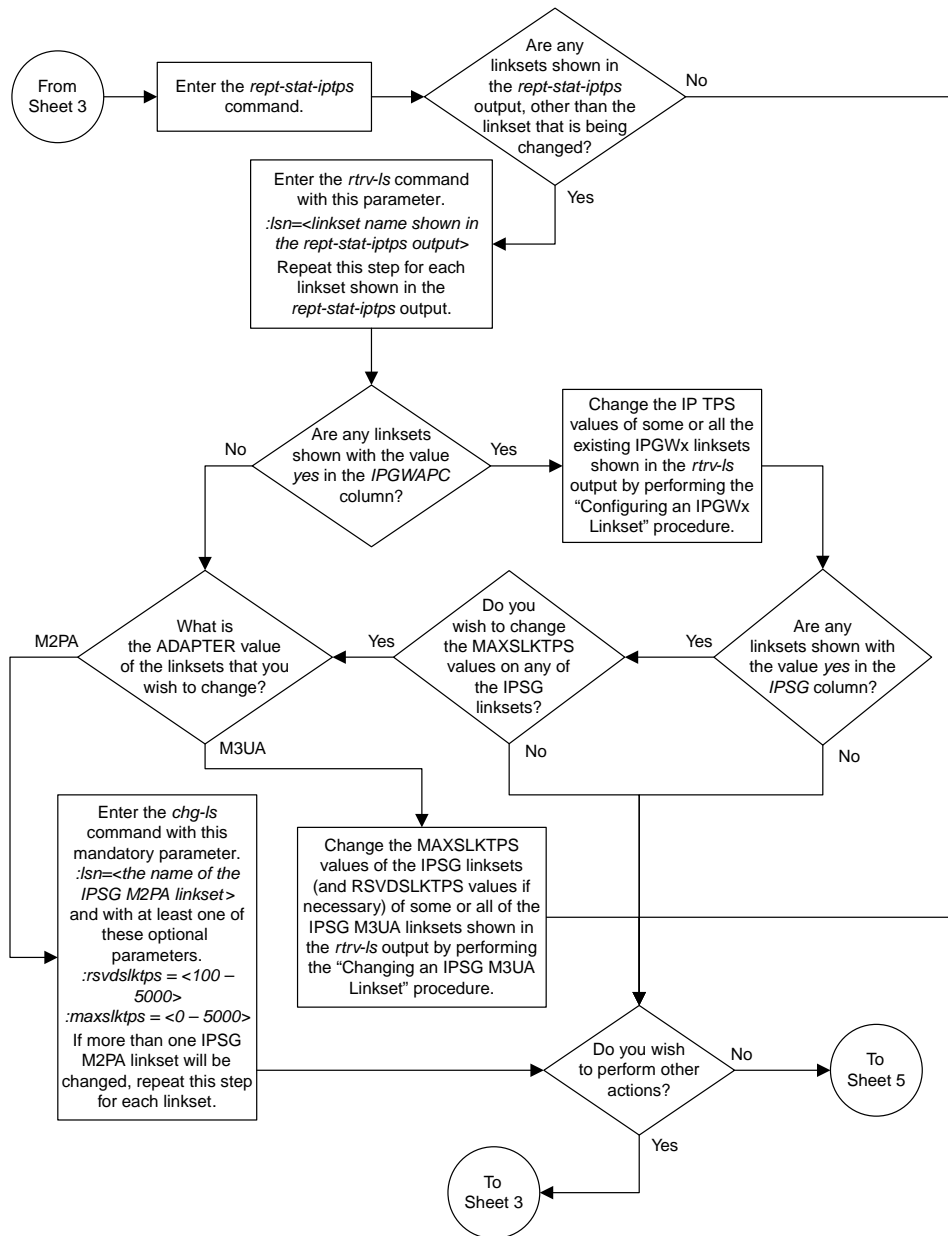 From
Sheet 3
Enter the rept-stat-iptps
command.
Are any
linksets shown in
the rept-stat-iptps
output, other than the
linkset that is being
changed?
No
Yes
Enter the rtrv-ls command
with this parameter.
:lsn=<linkset name shown in
the rept-stat-iptps output>
Repeat this step for each
linkset shown in the
rept-stat-iptps output.
Are any linksets
shown with the value
yes in the IPGWAPC
column?
No
Yes
Change the IP TPS
values of some or all the
existing IPGWx linksets
shown in the rtrv-ls
output by performing the
“Configuring an IPGWx
Linkset” procedure.
What is
the ADAPTER value
of the linksets that you
wish to change?
M2PA
M3UA
Do you
wish to change
the MAXSLKTPS
values on any of
the IPSG
linksets?
Yes
No
Are any
linksets shown with
the value yes in the
IPSG column?
Yes
No
Enter the chg-ls
command with this
mandatory parameter.
:lsn=<the name of the
IPSG M2PA linkset>
and with at least one of
these optional
parameters.
:rsvdslktps = <100 –
5000>
:maxslktps = <0 – 5000>
If more than one IPSG
M2PA linkset will be
changed, repeat this step
for each linkset.
Change the MAXSLKTPS
values of the IPSG linksets
(and RSVDSLKTPS values if
necessary) of some or all of the
IPSG M3UA linksets shown in
the rtrv-ls output by performing
the “Changing an IPSG M3UA
Linkset” procedure.
Do you wish
to perform other
actions?
No
Yes
To
Sheet 5
To
Sheet 3